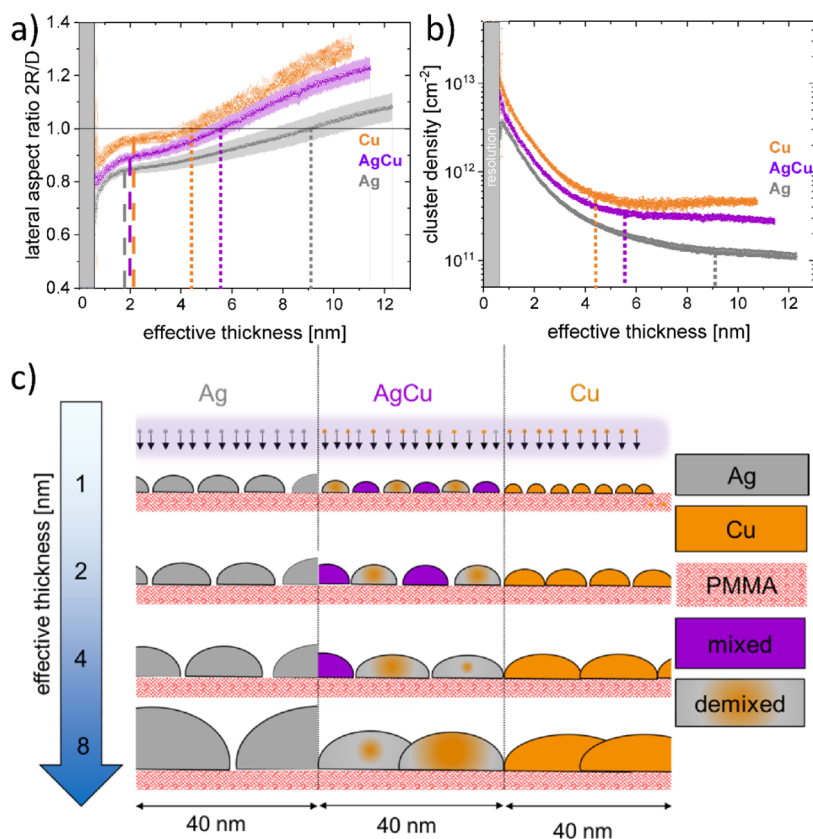 a)
lateral aspect ratio 2R/D
1.4
1.2
1.0
0.8
0.6
0.4
0 2 4 6 8 10 12
effective thickness [nm]
Cu
AgCu
Ag
b)
cluster density [cm⁻²]
10¹³
10¹²
10¹¹
resolution
0 2 4 6 8 10 12
effective thickness [nm]
Cu
AgCu
Ag
c)
Ag AgCu Cu
effective thickness [nm]
1
2
4
8
Ag
Cu
PMMA
mixed
demixed
40 nm 40 nm 40 nm